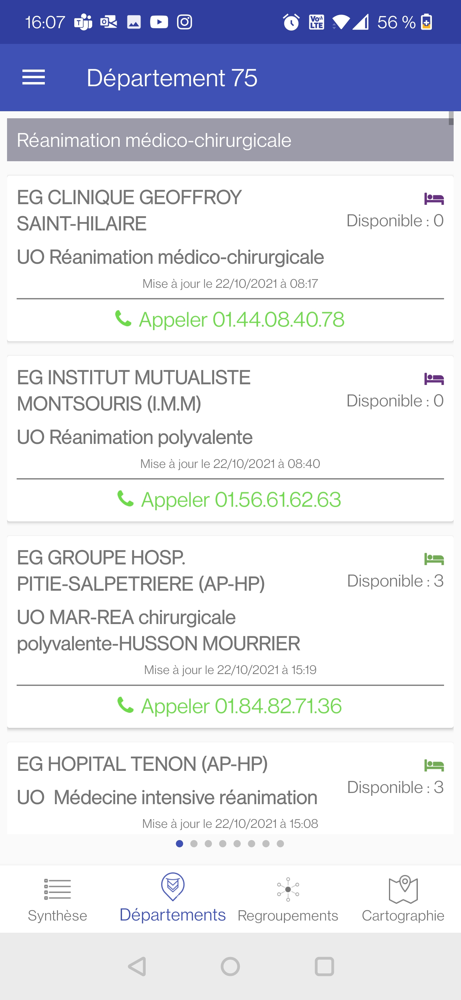 16:07
56 %
Département 75
Réanimation médico-chirurgicale
EG CLINIQUE GEOFFROY
SAINT-HILAIRE
Disponible : 0
UO Réanimation médico-chirurgicale
Mise à jour le 22/10/2021 à 08:17
Appeler 01.44.08.40.78
EG INSTITUT MUTUALISTE
MONTSOURIS (I.M.M)
Disponible : 0
UO Réanimation polyvalente
Mise à jour le 22/10/2021 à 08:40
Appeler 01.56.61.62.63
EG GROUPE HOSP.
PITIE-SALPETRIERE (AP-HP)
Disponible : 3
UO MAR-REA chirurgicale
polyvalente-HUSSON MOURRIER
Mise à jour le 22/10/2021 à 15:19
Appeler 01.84.82.71.36
EG HOPITAL TENON (AP-HP)
Disponible : 3
UO  Médecine intensive réanimation
Mise à jour le 22/10/2021 à 15:08
Synthèse
Départements
Regroupements
Cartographie